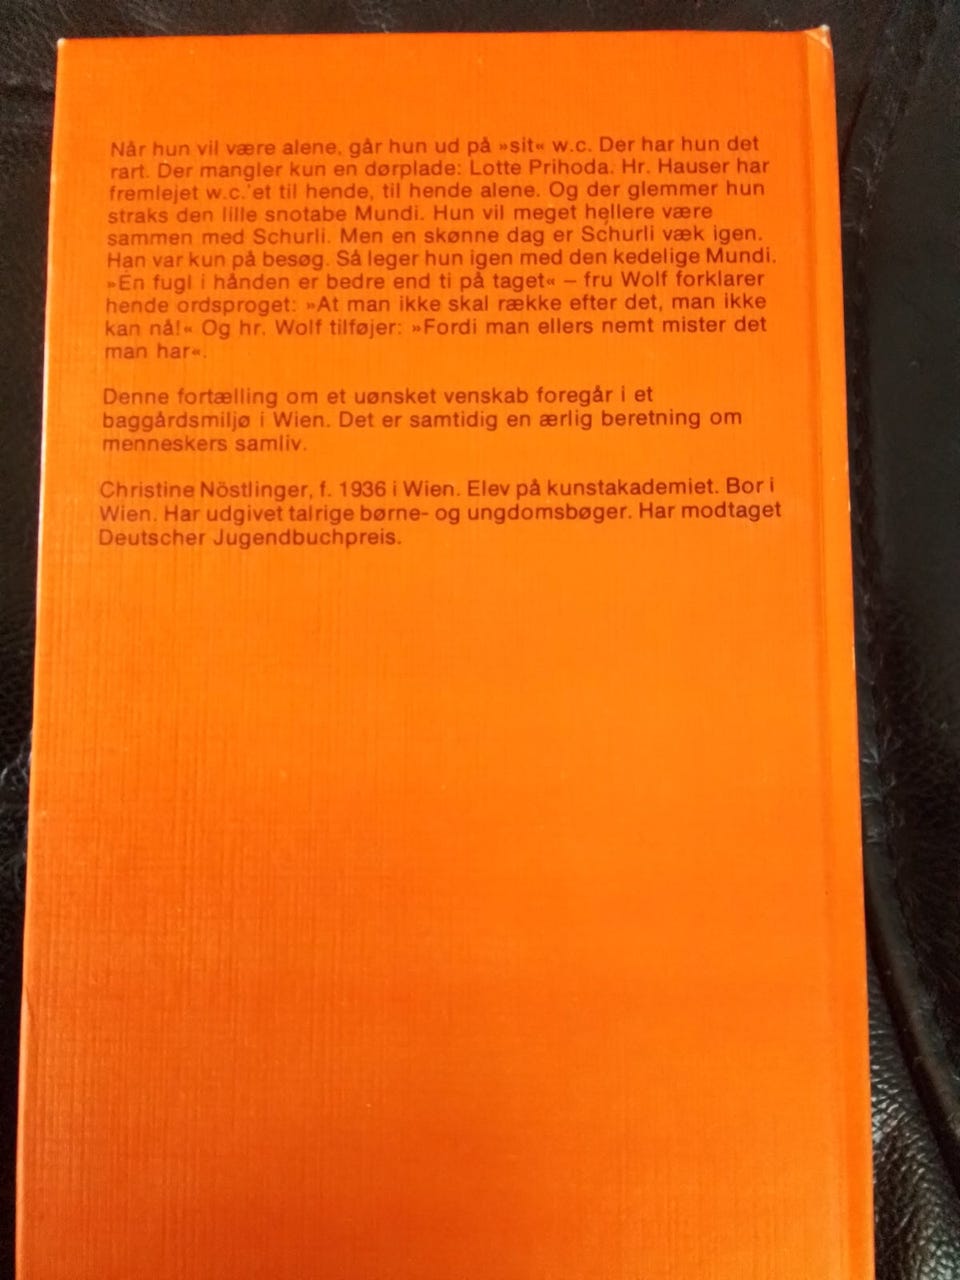 Når hun vil være alene, går hun ud på »sit« w.c. Der har hun det
rart. Der mangler kun en dørplade: Lotte Prihoda. Hr. Hauser har
fremlejet w.c.'et til hende, til hende alene. Og der glemmer hun
straks den lille snotabe Mundi. Hun vil meget hellere være
sammen med Schurli. Men en skønne dag er Schurli væk igen.
Han var kun på besøg. Så leger hun igen med den kedelige Mundi.
»Én fugl i hånden er bedre end ti på taget« – fru Wolf forklarer
hende ordsproget: »At man ikke skal række efter det, man ikke
kan nå!« Og hr. Wolf tilføjer: »Fordi man ellers nemt mister det
man har«.
Denne fortælling om et uønsket venskab foregår i et
baggårdsmiljø i Wien. Det er samtidig en ærlig beretning om
menneskers samliv.
Christine Nöstlinger, f. 1936 i Wien. Elev på kunstakademiet. Bor i
Wien. Har udgivet talrige børne- og ungdomsbøger. Har modtaget
Deutscher Jugendbuchpreis.